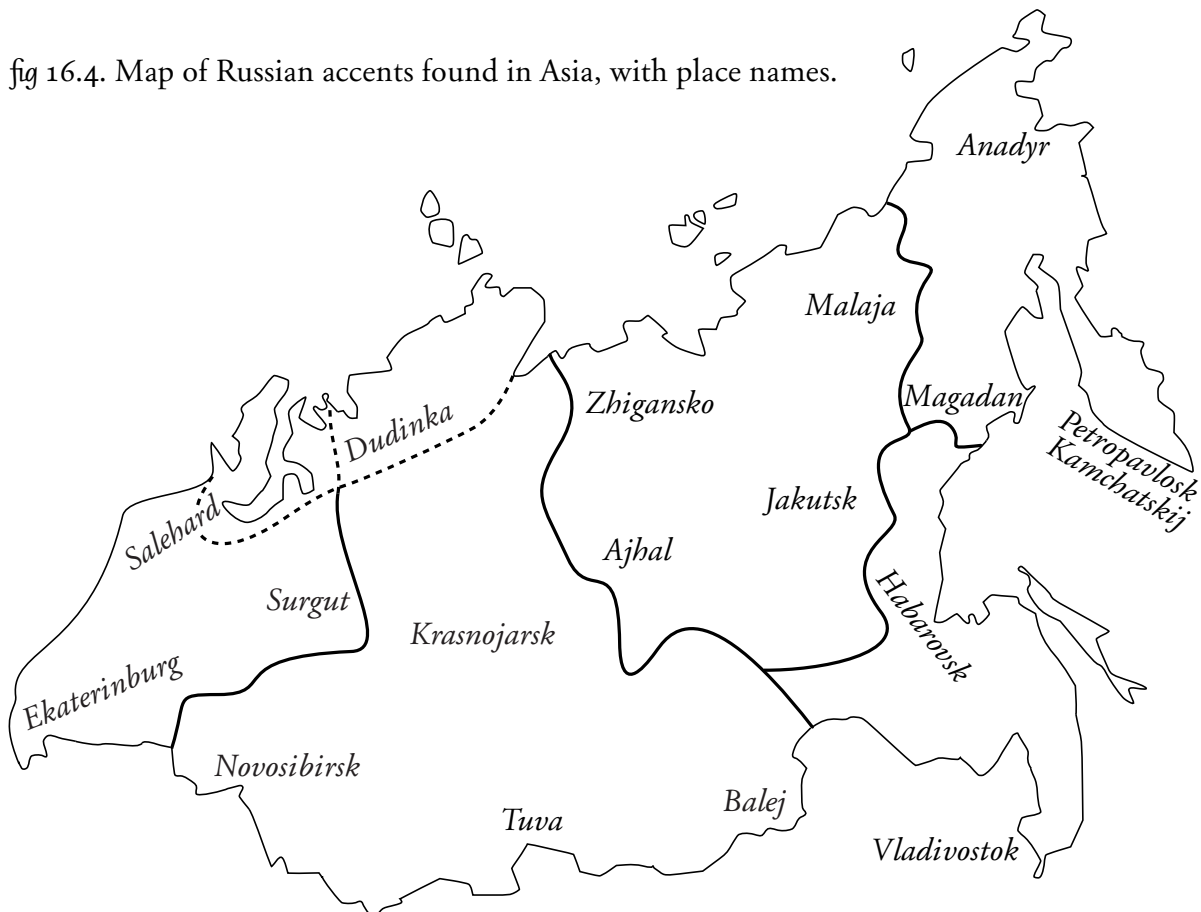 fig 16.4. Map of Russian accents found in Asia, with place names.
Anadyr
Malaja
Magadan
Zhigansko
Dudinka
Petropavlosk
Kamchatskij
Jakutsk
Salehard
Ajhal
Surgut
Habarovsk
Krasnojarsk
Ekaterinburg
Novosibirsk
Balej
Tuva
Vladivostok